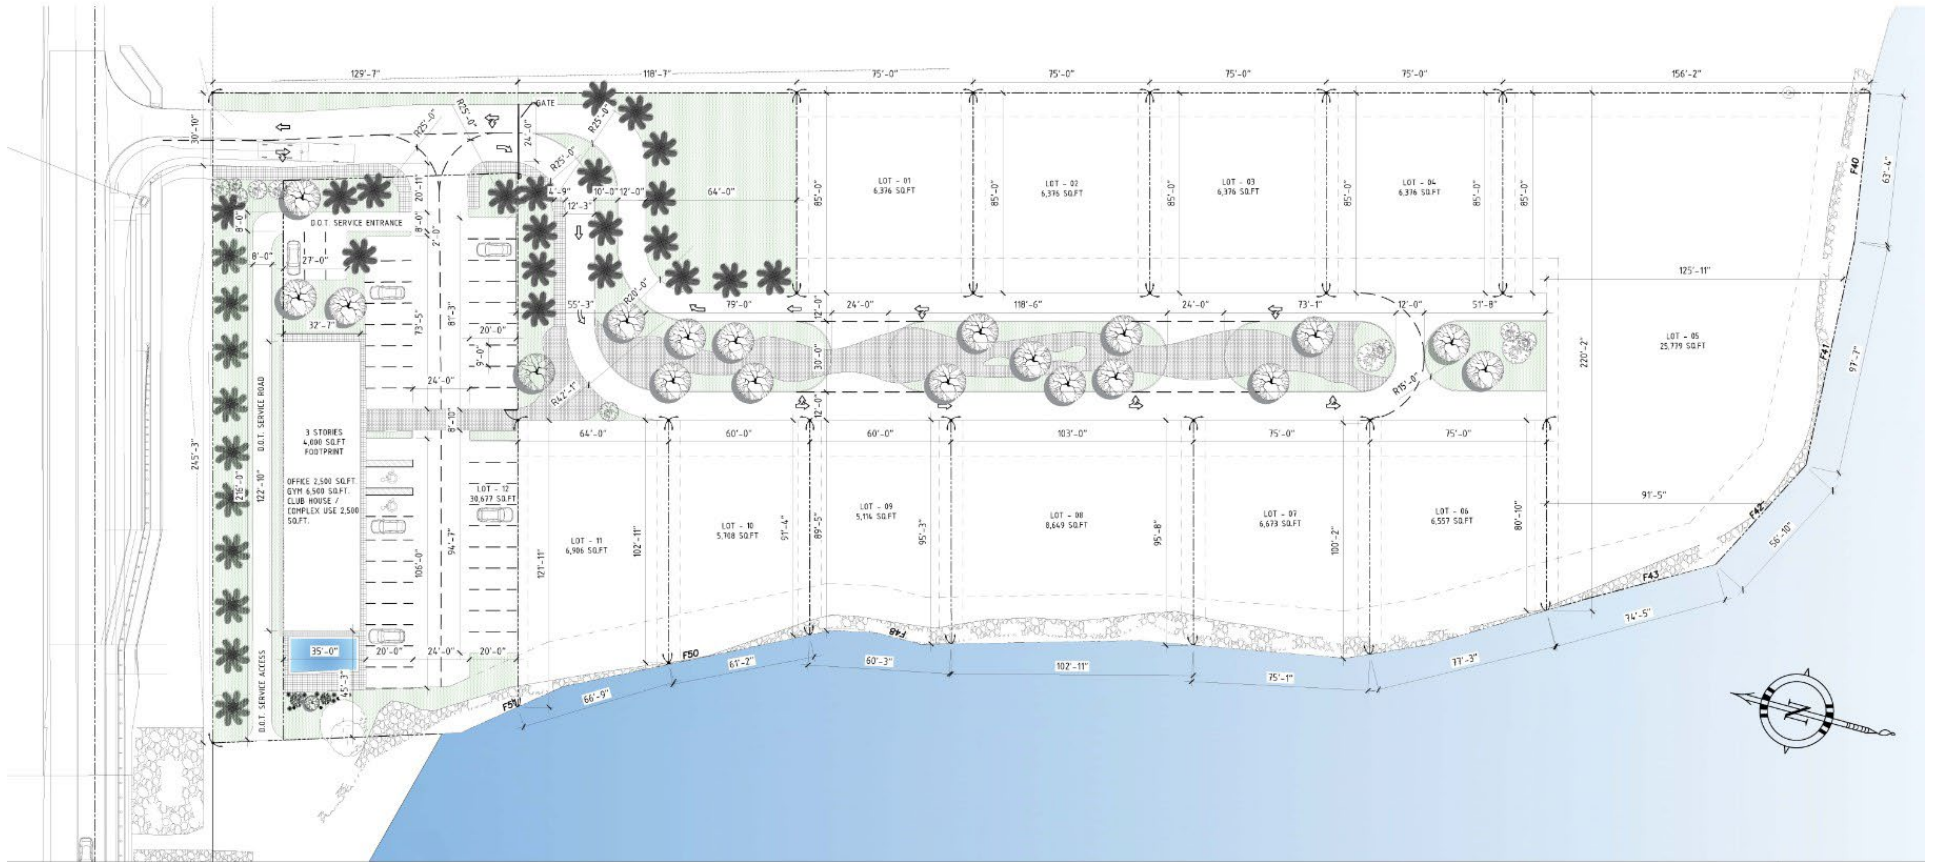 129'-7"
118'-7"
75'-0"
75'-0"
75'-0"
75'-0"
156'-2"
GATE
30'-10"
R25'-0"
R25'-0"
24'-0"
R25'-0"
R25'-0"
F40
63'-4"
20'-11"
4'-9"
10'-0"
12'-0"
64'-0"
12'-3"
85'-0"
LOT - 01
6,376 SQ.FT
85'-0"
LOT - 02
6,376 SQ.FT
85'-0"
LOT - 03
6,376 SQ.FT
85'-0"
LOT - 04
6,376 SQ.FT
85'-0"
85'-0"
8'-0"
D.O.T. SERVICE ENTRANCE
8'-0"
2'-0"
8'-0"
27'-0"
125'-11"
R20'-0"
55'-3"
79'-0"
12'-0"
24'-0"
118'-6"
24'-0"
73'-1"
12'-0"
51'-8"
32'-7"
73'-5"
81'-3"
20'-0"
9'-0"
30'-0"
220'-2"
LOT - 05
25,779 SQ.FT
F41
97'-7"
24'-0"
R42'-1"
R15'-0"
12'-0"
D.O.T. SERVICE ROAD
8'-10"
3 STORIES
4,000 SQ.FT
FOOTPRINT
64'-0"
60'-0"
60'-0"
103'-0"
75'-0"
75'-0"
245'-3"
216'-0"
122'-10"
OFFICE 2,500 SQ.FT.
GYM 6,500 SQ.FT.
CLUB HOUSE /
COMPLEX USE 2,500
SQ.FT.
LOT - 12
30,677 SQ.FT
91'-5"
106'-0"
94'-7"
121'-11"
LOT - 11
6,906 SQ.FT
102'-11"
LOT - 10
5,708 SQ.FT
91'-4"
89'-5"
LOT - 09
5,114 SQ.FT
95'-3"
LOT - 08
8,649 SQ.FT
95'-8"
LOT - 07
6,673 SQ.FT
100'-2"
LOT - 06
6,557 SQ.FT
80'-10"
F42
56'-10"
F43
74'-5"
D.O.T. SERVICE ACCESS
35'-0"
20'-0"
24'-0"
20'-0"
45'-3"
F51
66'-9"
F50
61'-2"
F48
60'-3"
102'-11"
75'-1"
77'-3"
N